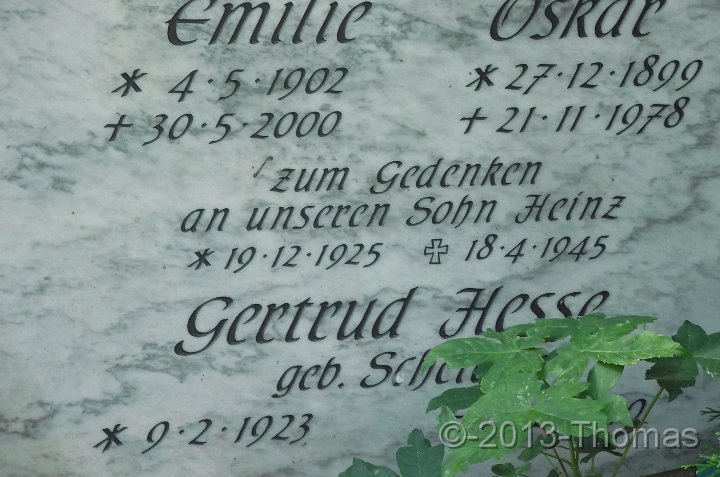 Emilie Oskar
* 4·5·1902 * 27·12·1899
+ 30·5·2000 + 21·11·1978
zum Gedenken
an unseren Sohn Heinz
* 19·12·1925 ✠ 18·4·1945
Gertrud Hesse
geb.
* 9·2·1923
©-2013-Thomas